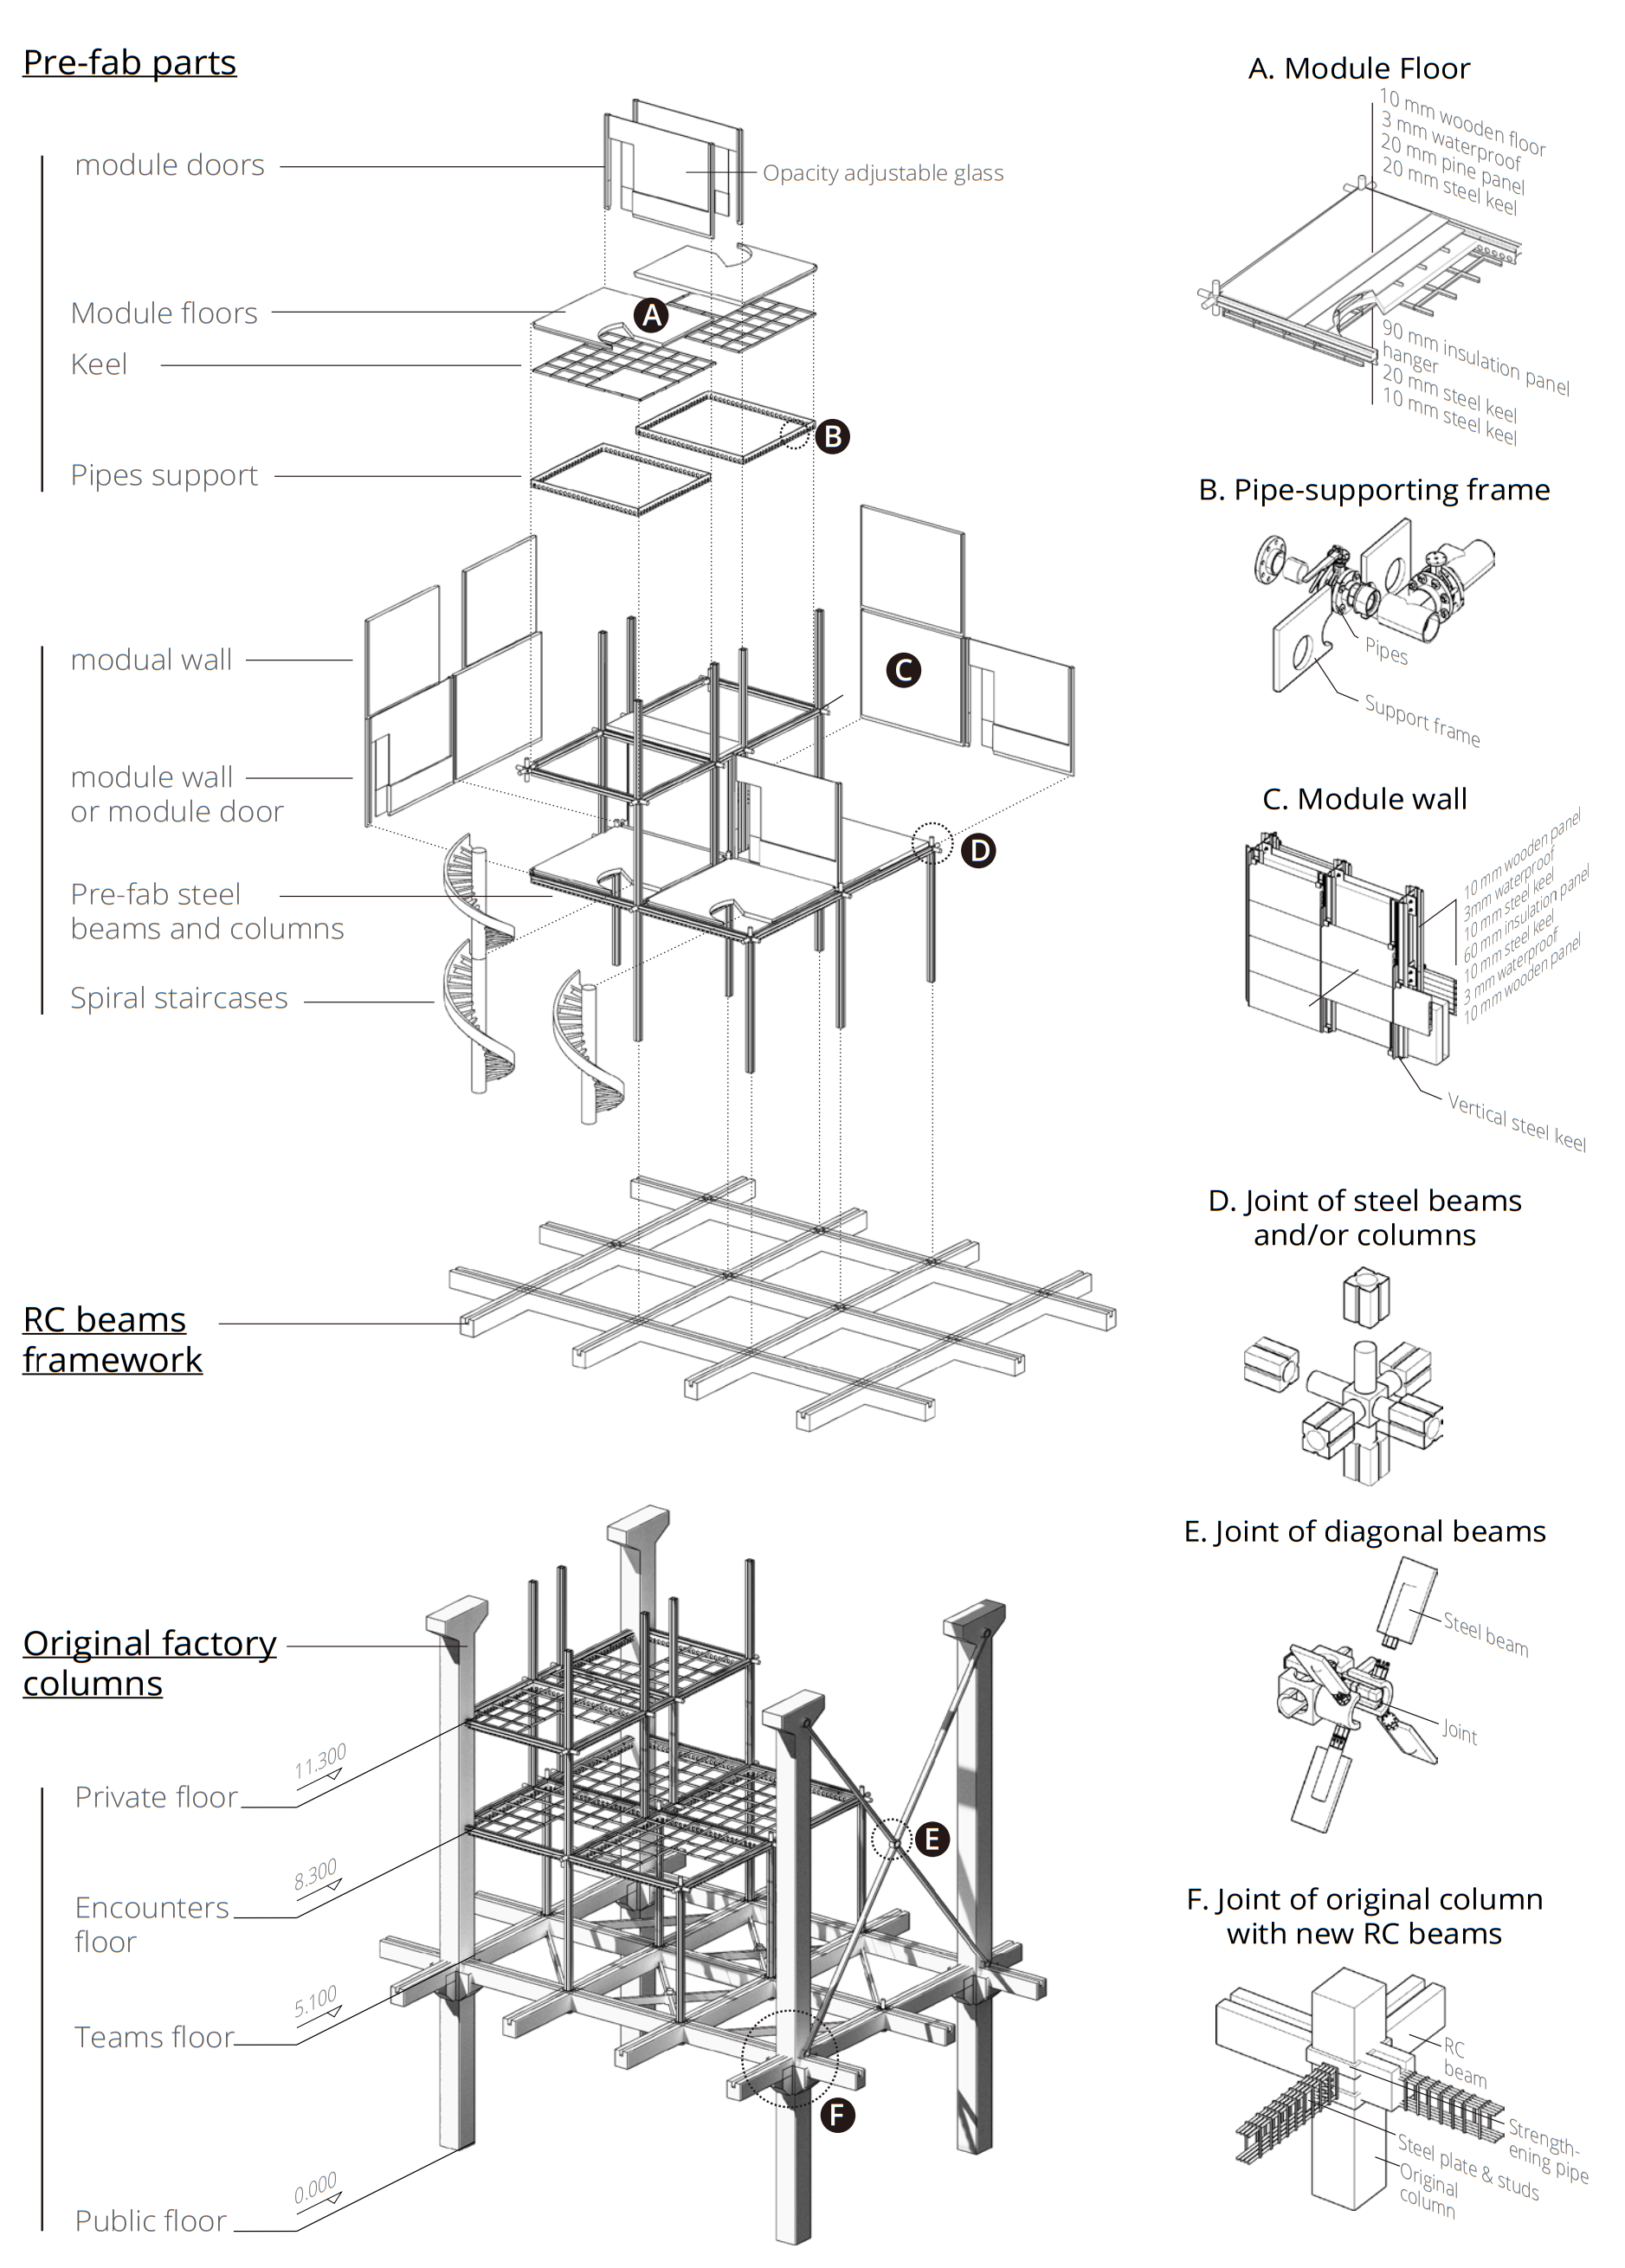 Pre-fab parts
module doors
Opacity adjustable glass
Module floors
A
Keel
B
Pipes support
modual wall
C
module wall
or module door
D
Pre-fab steel
beams and columns
Spiral staircases
RC beams
framework
Original factory
columns
11.300
Private floor
E
8.300
Encounters
floor
5.100
Teams floor
F
0.000
Public floor
A. Module Floor
10 mm wooden floor
3 mm waterproof
20 mm pine panel
20 mm steel keel
90 mm insulation panel
hanger
20 mm steel keel
10 mm steel keel
B. Pipe-supporting frame
Pipes
Support frame
C. Module wall
10 mm wooden panel
3mm waterproof
10 mm steel keel
60 mm insulation panel
10 mm steel keel
3 mm waterproof
10 mm wooden panel
Vertical steel keel
D. Joint of steel beams
and/or columns
E. Joint of diagonal beams
Steel beam
Joint
F. Joint of original column
with new RC beams
RC
beam
Strength-
ening pipe
Steel plate & studs
Original
column